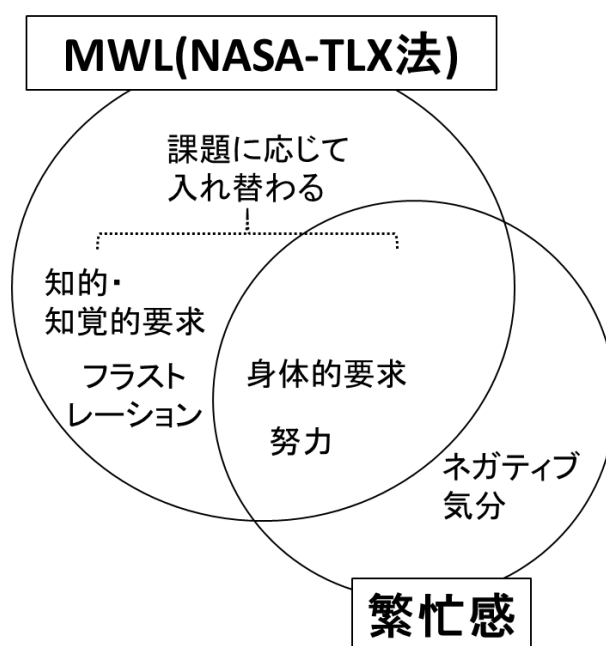 MWL(NASA-TLX法)
課題に応じて
入れ替わる
知的・
知覚的要求
フラスト
レーション
身体的要求
努力
ネガティブ
気分
繁忙感